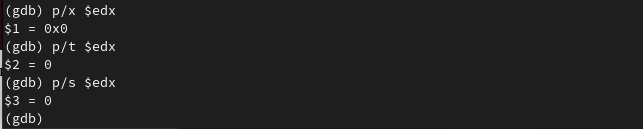 (gdb) p/x $edx
$1 = 0x0
(gdb) p/t $edx
$2 = 0
(gdb) p/s $edx
$3 = 0
(gdb)